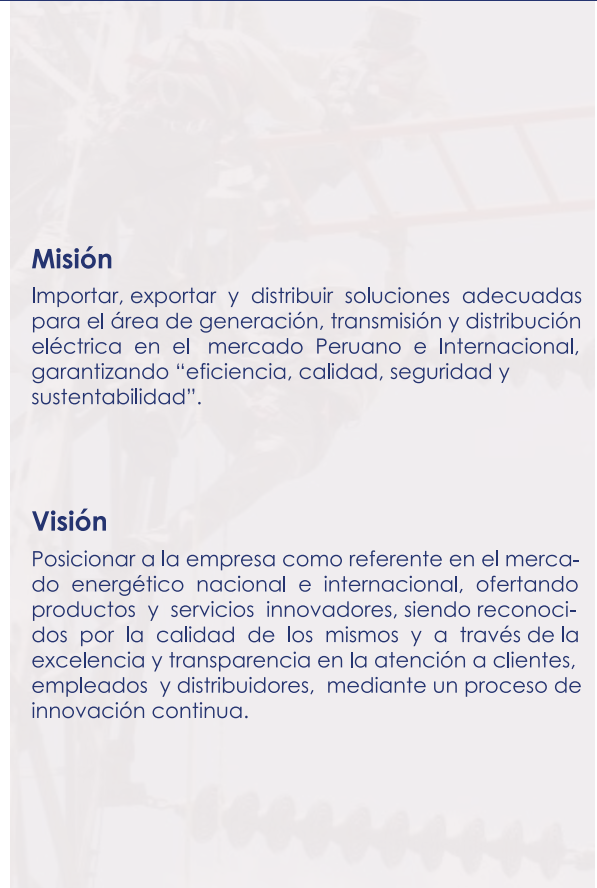 Misión
Importar, exportar y distribuir soluciones adecuadas
para el área de generación, transmisión y distribución
eléctrica en el mercado Peruano e Internacional,
garantizando “eficiencia, calidad, seguridad y
sustentabilidad”.
Visión
Posicionar a la empresa como referente en el merca-
do energético nacional e internacional, ofertando
productos y servicios innovadores, siendo reconoci-
dos por la calidad de los mismos y a través de la
excelencia y transparencia en la atención a clientes,
empleados y distribuidores, mediante un proceso de
innovación continua.